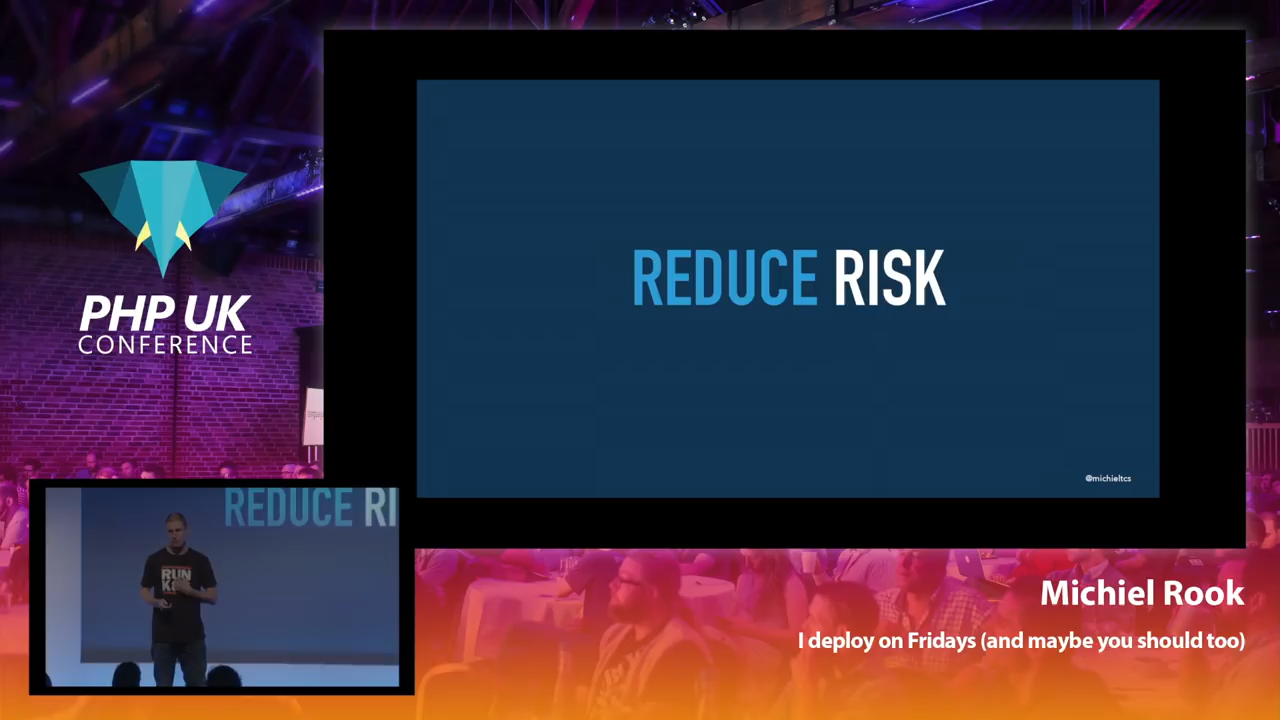 REDUCE RISK
@michieltcs
PHP UK
CONFERENCE
REDUCE RI
RUN
Michiel Rook
I deploy on Fridays (and maybe you should too)